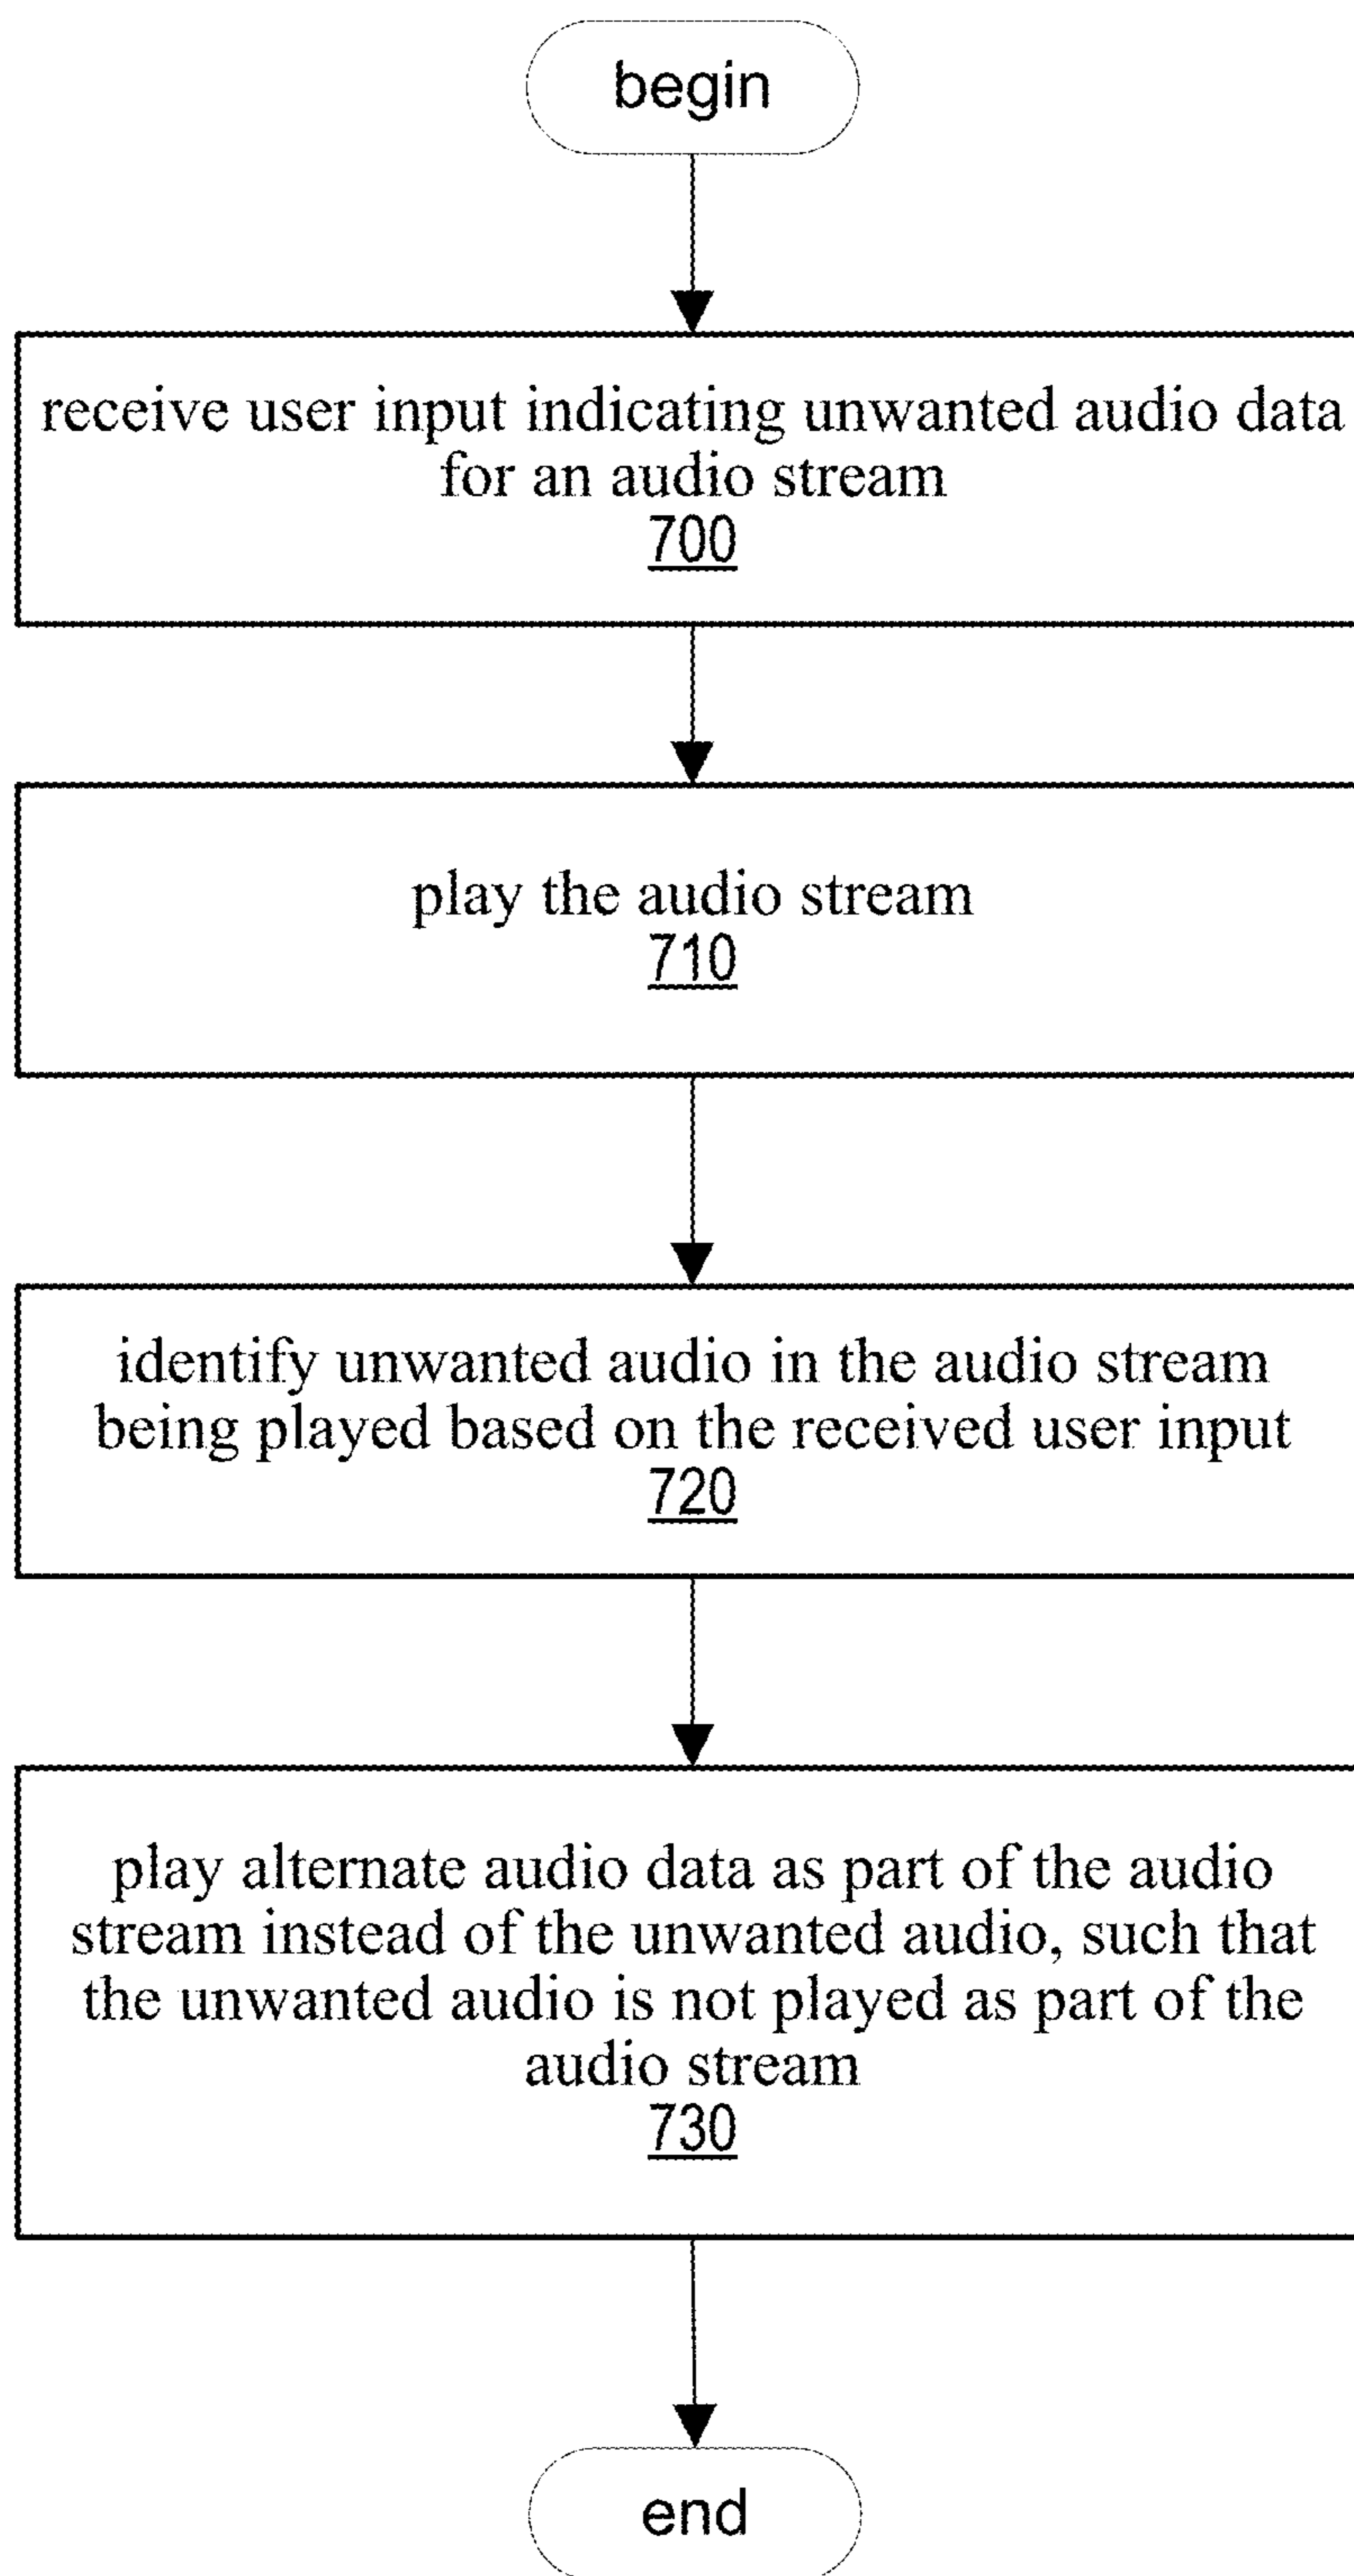 begin
receive user input indicating unwanted audio data
for an audio stream
700
play the audio stream
710
identify unwanted audio in the audio stream
being played based on the received user input
720
play alternate audio data as part of the audio
stream instead of the unwanted audio, such that
the unwanted audio is not played as part of the
audio stream
730
end